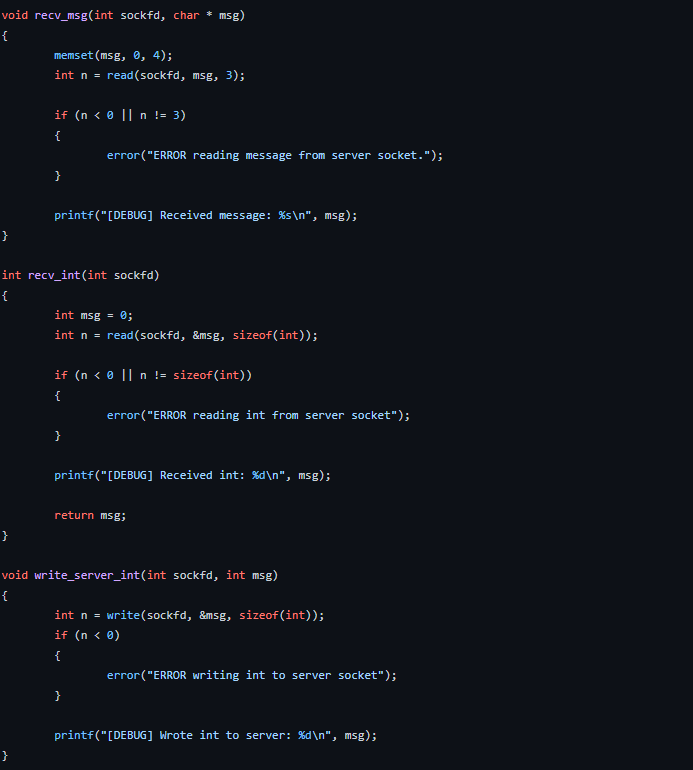 void recv_msg(int sockfd, char * msg)
{
memset(msg, 0, 4);
int n = read(sockfd, msg, 3);
if (n < 0 || n != 3)
{
error("ERROR reading message from server socket.");
}
printf("[DEBUG] Received message: %s\n", msg);
}
int recv_int(int sockfd)
{
int msg = 0;
int n = read(sockfd, &msg, sizeof(int));
if (n < 0 || n != sizeof(int))
{
error("ERROR reading int from server socket");
}
printf("[DEBUG] Received int: %d\n", msg);
return msg;
}
void write_server_int(int sockfd, int msg)
{
int n = write(sockfd, &msg, sizeof(int));
if (n < 0)
{
error("ERROR writing int to server socket");
}
printf("[DEBUG] Wrote int to server: %d\n", msg);
}